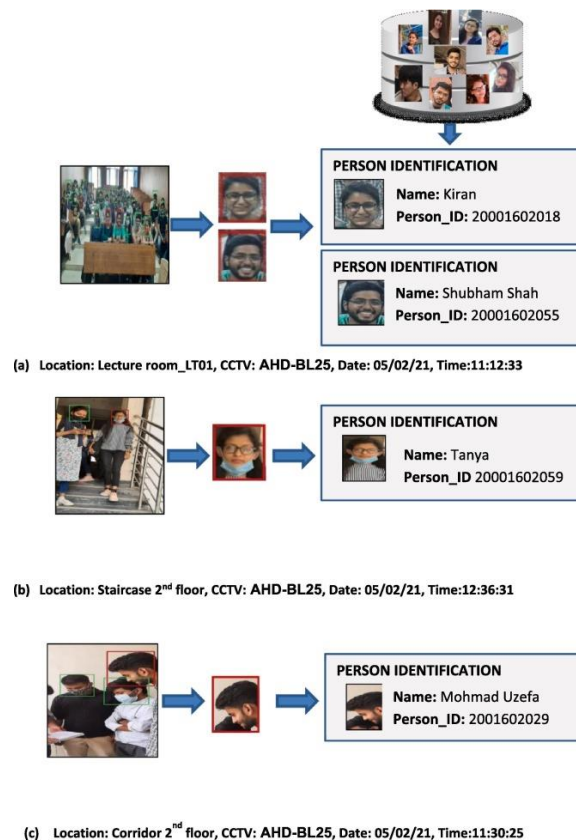 PERSON IDENTIFICATION
Name: Kiran
Person_ID: 20001602018
PERSON IDENTIFICATION
Name: Shubham Shah
Person_ID: 20001602055
(a) Location: Lecture room_LT01, CCTV: AHD-BL25, Date: 05/02/21, Time:11:12:33
PERSON IDENTIFICATION
Name: Tanya
Person_ID 20001602059
(b) Location: Staircase 2nd floor, CCTV: AHD-BL25, Date: 05/02/21, Time:12:36:31
PERSON IDENTIFICATION
Name: Mohmad Uzefa
Person_ID: 2001602029
(c) Location: Corridor 2nd floor, CCTV: AHD-BL25, Date: 05/02/21, Time:11:30:25